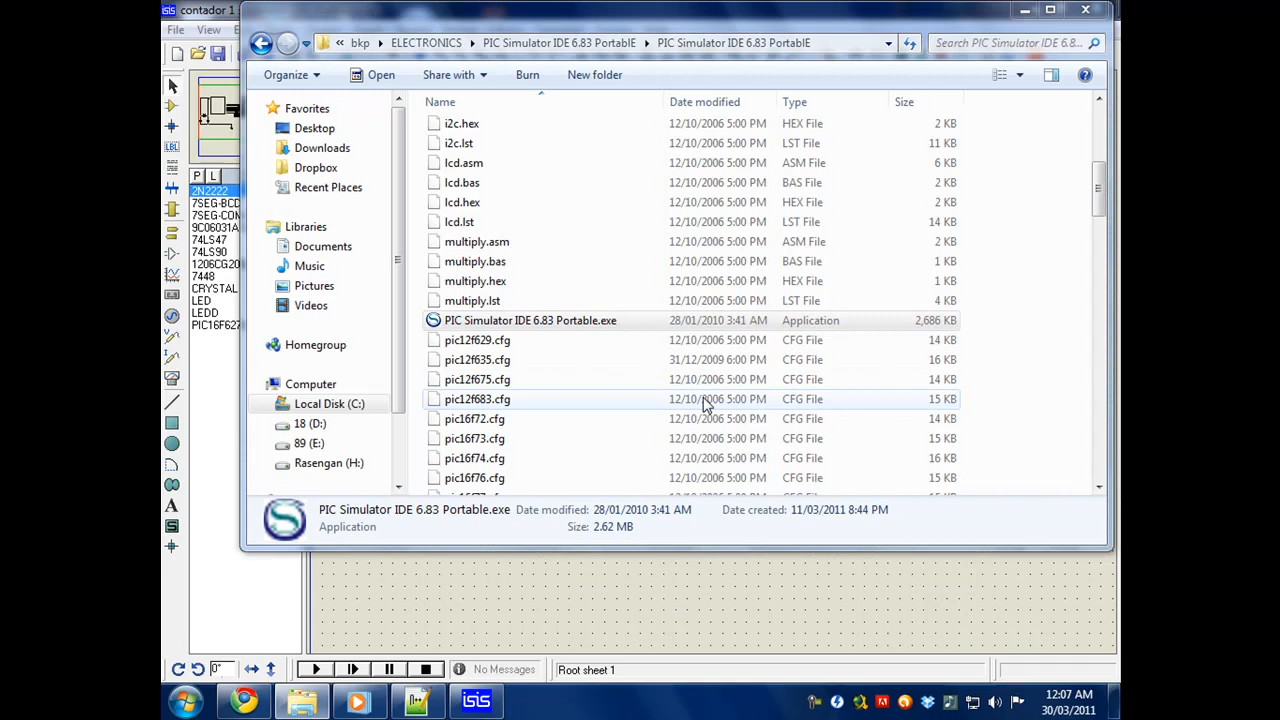 contador 1
File View
bkp ELECTRONICS PIC Simulator IDE 6.83 PortablE PIC Simulator IDE 6.83 PortablE Search PIC Simulator IDE 6.8...
Organize Open Share with Burn New folder
Name Date modified Type Size
Favorites
Desktop
Downloads
Dropbox
Recent Places
Libraries
Documents
Music
Pictures
Videos
Homegroup
Computer
Local Disk (C:)
18 (D:)
89 (E:)
Rasengan (H:)
i2c.hex 12/10/2006 5:00 PM HEX File 2 KB
i2c.lst 12/10/2006 5:00 PM LST File 11 KB
lcd.asm 12/10/2006 5:00 PM ASM File 6 KB
lcd.bas 12/10/2006 5:00 PM BAS File 2 KB
lcd.hex 12/10/2006 5:00 PM HEX File 2 KB
lcd.lst 12/10/2006 5:00 PM LST File 14 KB
multiply.asm 12/10/2006 5:00 PM ASM File 2 KB
multiply.bas 12/10/2006 5:00 PM BAS File 1 KB
multiply.hex 12/10/2006 5:00 PM HEX File 1 KB
multiply.lst 12/10/2006 5:00 PM LST File 4 KB
PIC Simulator IDE 6.83 Portable.exe 28/01/2010 3:41 AM Application 2,686 KB
pic12f629.cfg 12/10/2006 5:00 PM CFG File 14 KB
pic12f635.cfg 31/12/2009 6:00 PM CFG File 16 KB
pic12f675.cfg 12/10/2006 5:00 PM CFG File 14 KB
pic12f683.cfg 12/10/2006 5:00 PM CFG File 15 KB
pic16f72.cfg 12/10/2006 5:00 PM CFG File 14 KB
pic16f73.cfg 12/10/2006 5:00 PM CFG File 15 KB
pic16f74.cfg 12/10/2006 5:00 PM CFG File 16 KB
pic16f76.cfg 12/10/2006 5:00 PM CFG File 15 KB
PIC Simulator IDE 6.83 Portable.exe Date modified: 28/01/2010 3:41 AM Date created: 11/03/2011 8:44 PM
Application Size: 2.62 MB
LBL
P L
2N2222
7SEG-BCD
7SEG-COM
9C06031A
74LS47
74LS90
1206CG20
7448
CRYSTAL
LED
LEDD
PIC16F627
A
0° No Messages Root sheet 1
isis 12:07 AM
30/03/2011